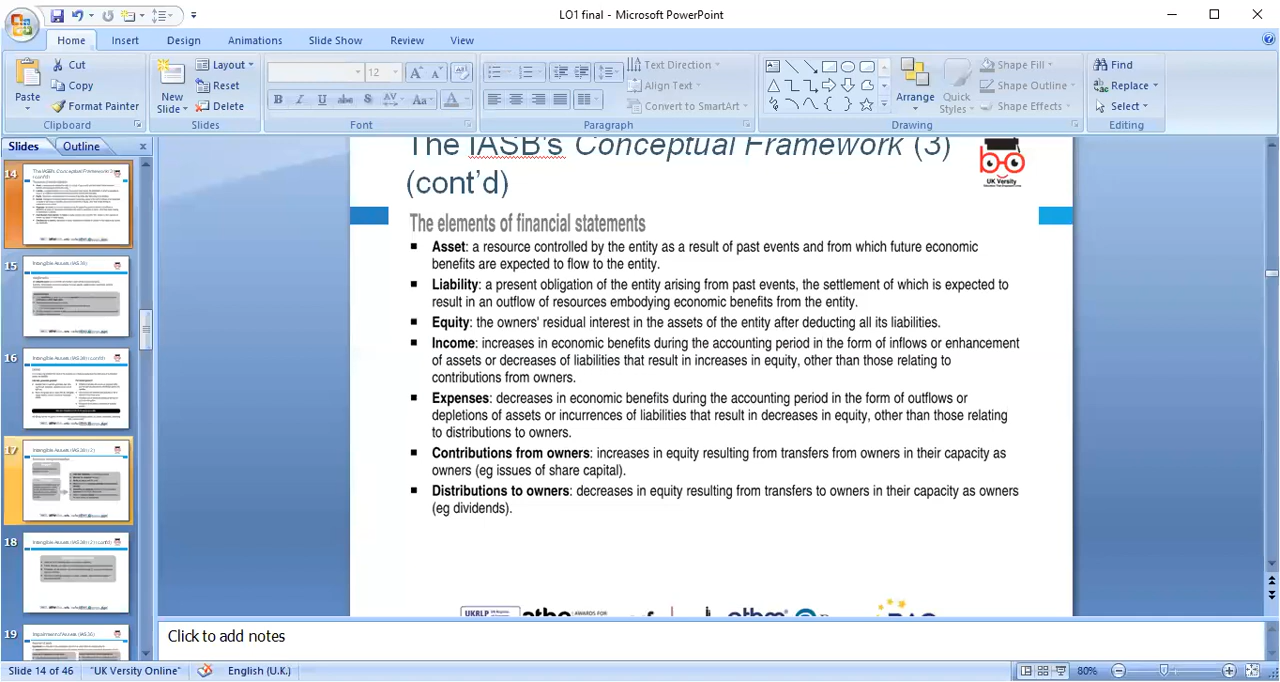 LO1 final - Microsoft PowerPoint
Home Insert Design Animations Slide Show Review View
Paste
Cut
Copy
Format Painter
Clipboard
New
Slide
Layout
Reset
Delete
Slides
12
B I U abc S AV Aa A
Font
Text Direction
Align Text
Convert to SmartArt
Paragraph
Arrange
Quick
Styles
Shape Fill
Shape Outline
Shape Effects
Drawing
Find
Replace
Select
Editing
Slides Outline
14
15
16
17
18
19
The IASB's Conceptual Framework (3)
(cont'd)
UK Versity
The elements of financial statements
Asset: a resource controlled by the entity as a result of past events and from which future economic
benefits are expected to flow to the entity.
Liability: a present obligation of the entity arising from past events, the settlement of which is expected to
result in an outflow of resources embodying economic benefits from the entity.
Equity: the owners' residual interest in the assets of the entity after deducting all its liabilities.
Income: increases in economic benefits during the accounting period in the form of inflows or enhancement
of assets or decreases of liabilities that result in increases in equity, other than those relating to
contributions from owners.
Expenses: decreases in economic benefits during the accounting period in the form of outflows or
depletions of assets or incurrences of liabilities that result in decreases in equity, other than those relating
to distributions to owners.
Contributions from owners: increases in equity resulting from transfers from owners in their capacity as
owners (eg issues of share capital).
Distributions to owners: decreases in equity resulting from transfers to owners in their capacity as owners
(eg dividends).
UKRLP
AWARDS FOR
Click to add notes
Slide 14 of 46 "UK Versity Online" English (U.K.) 80%